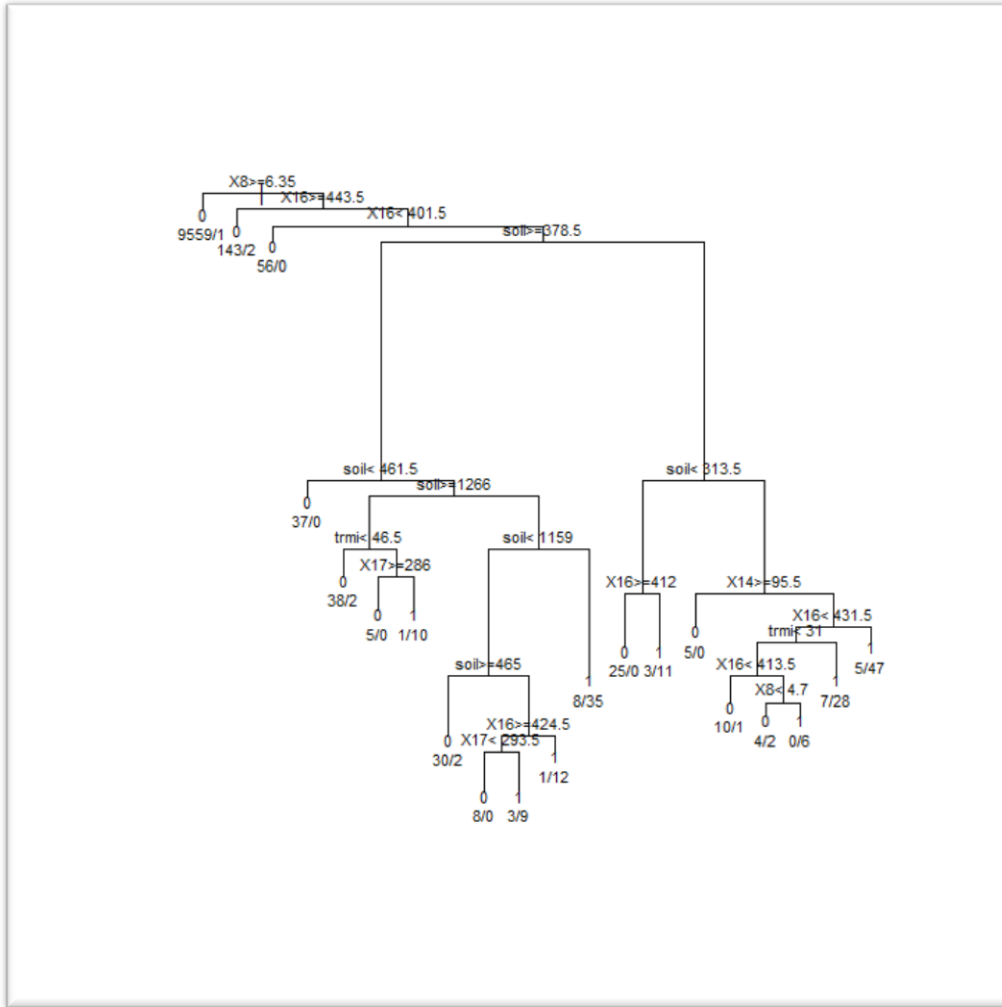 X8>=6.35
X16>=443.5
X16< 401.5
0
9559/1
0
143/2
0
56/0
soil>=378.5
soil< 461.5
soil>=1266
0
37/0
trmi< 46.5
soil< 1159
X17>=286
0
38/2
0
5/0
1
1/10
soil>=465
1
8/35
0
30/2
X16>=424.5
X17< 293.5
1
1/12
0
8/0
1
3/9
soil< 313.5
X16>=412
X14>=95.5
0
25/0
1
3/11
0
5/0
X16< 431.5
trmi< 31
1
5/47
X16< 413.5
1
7/28
X8< 4.7
0
10/1
0
4/2
1
0/6